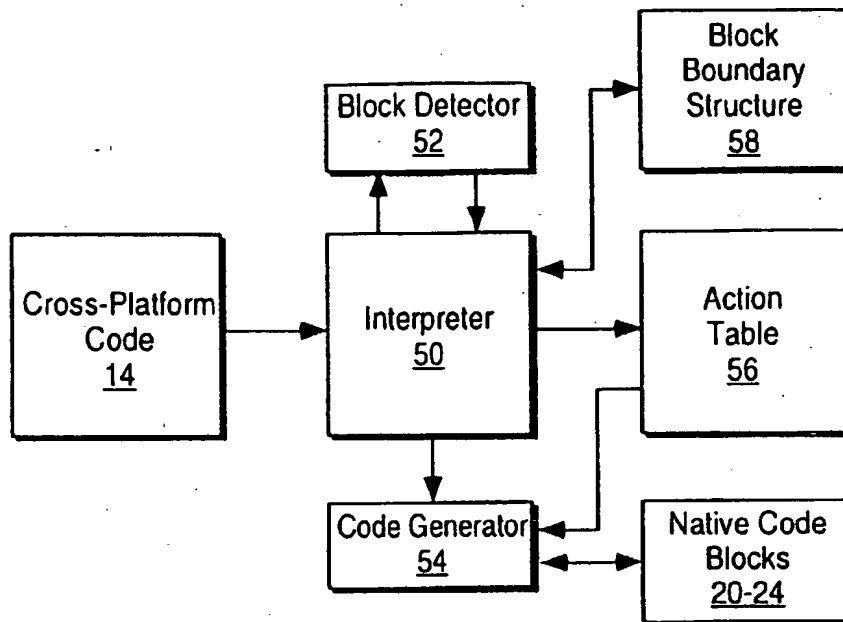 Block Detector
52
Block
Boundary
Structure
58
Cross-Platform
Code
14
Interpreter
50
Action
Table
56
Code Generator
54
Native Code
Blocks
20-24